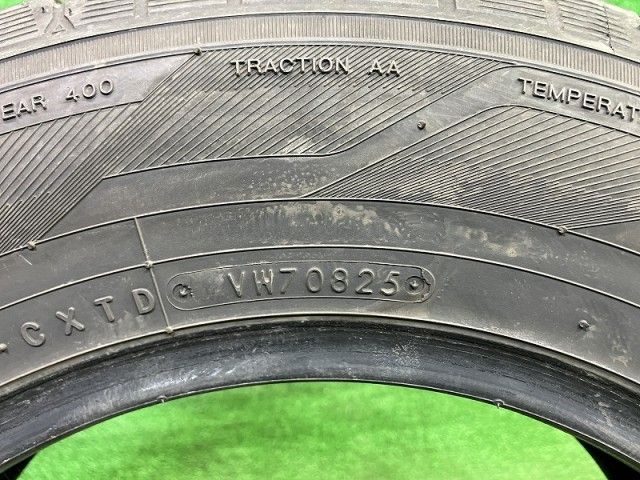 EAR 400
TRACTION AA
TEMPERAT
-CXTD
VW70825